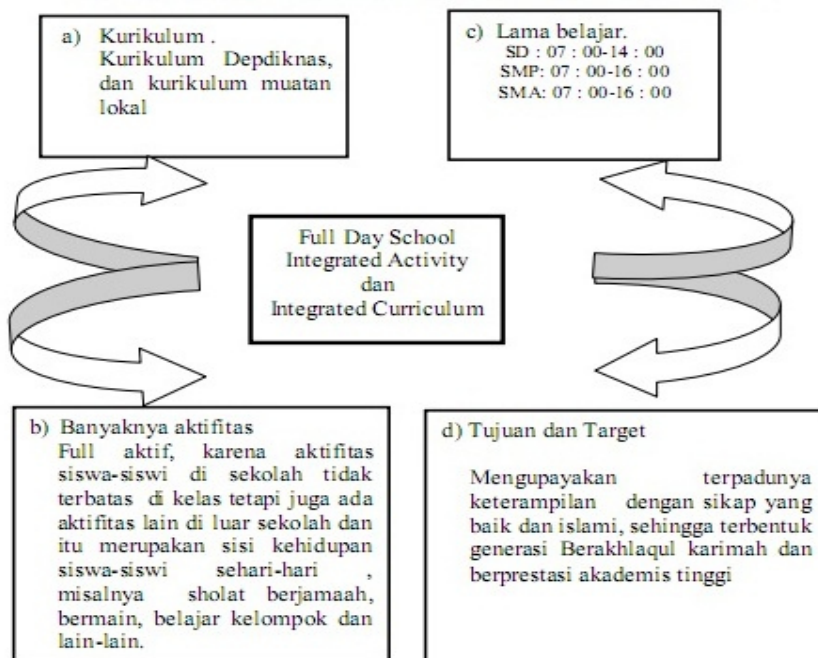 a) Kurikulum .
Kurikulum Depdiknas,
dan kurikulum muatan
lokal
c) Lama belajar.
SD : 07 : 00-14 : 00
SMP: 07 : 00-16 : 00
SMA: 07 : 00-16 : 00
Full Day School
Integrated Activity
dan
Integrated Curriculum
b) Banyaknya aktifitas
Full aktif, karena aktifitas
siswa-siswi di sekolah tidak
terbatas di kelas tetapi juga ada
aktifitas lain di luar sekolah dan
itu merupakan sisi kehidupan
siswa-siswi sehari-hari ,
misalnya sholat berjamaah,
bermain, belajar kelompok dan
lain-lain.
d) Tujuan dan Target
Mengupayakan terpadunya
keterampilan dengan sikap yang
baik dan islami, sehingga terbentuk
generasi Berakhlaqul karimah dan
berprestasi akademis tinggi